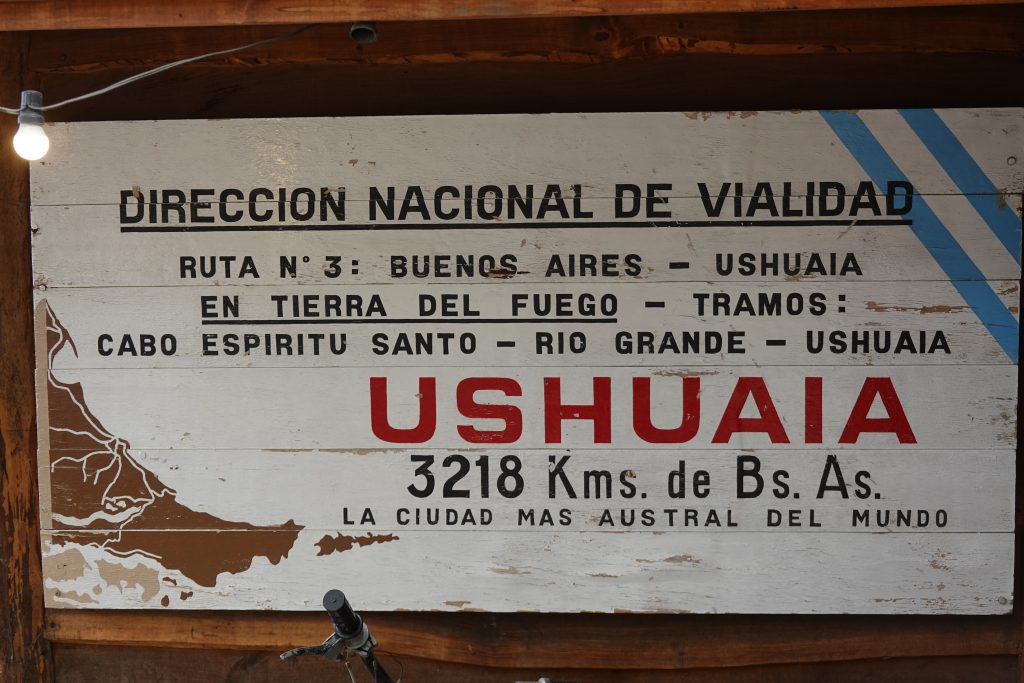 DIRECCION NACIONAL DE VIALIDAD
RUTA N° 3: BUENOS AIRES – USHUAIA
EN TIERRA DEL FUEGO – TRAMOS:
CABO ESPIRITU SANTO – RIO GRANDE – USHUAIA
USHUAIA
3218 Kms. de Bs. As.
LA CIUDAD MAS AUSTRAL DEL MUNDO